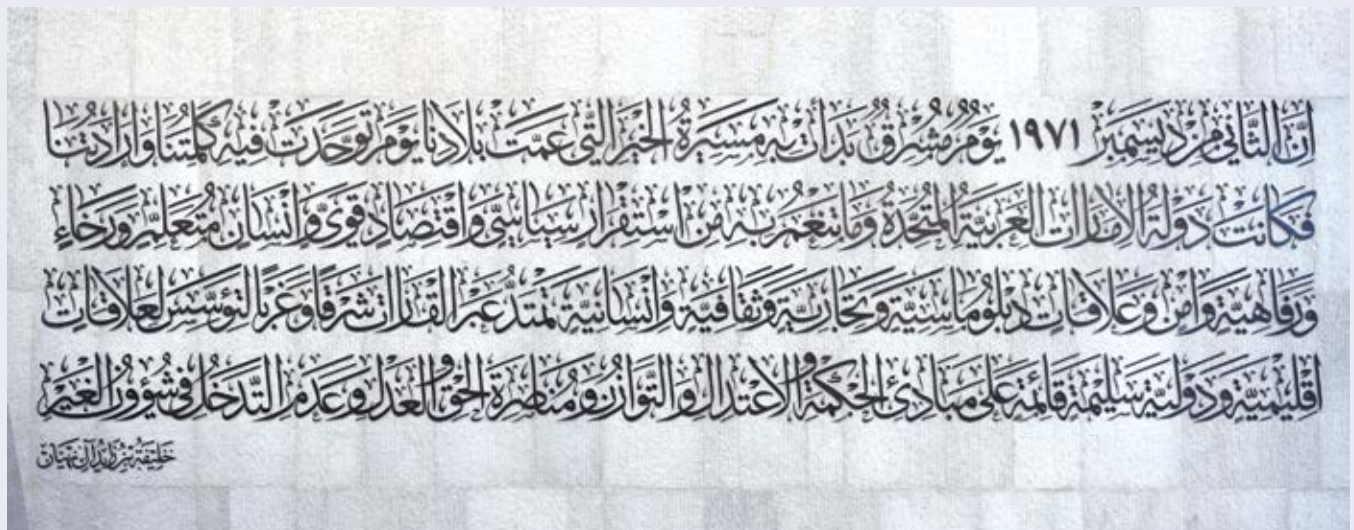 إن الثاني من ديسمبر ١٩٧١ يوم مشرق بدأت به مسيرة الخير التي عمت بلادنا يوم توحدت فيه كلمتنا وإرادتنا
فكانت دولة الإمارات العربية المتحدة وما تنعم به من استقرار سياسي واقتصاد قوي وإنسان متعلم ورخاء
ورفاهية وأمن وعلاقات دبلوماسية وتجارية وثقافية وإنسانية تمتد عبر القارات شرقا وغربا لتؤسس لعلاقات
إقليمية ودولية سليمة قائمة على مبادئ الحكمة والاعتدال والتوازن ومناصرة الحق والعدل وعدم التدخل في شؤون الغير
خليفة بن زايد آل نهيان